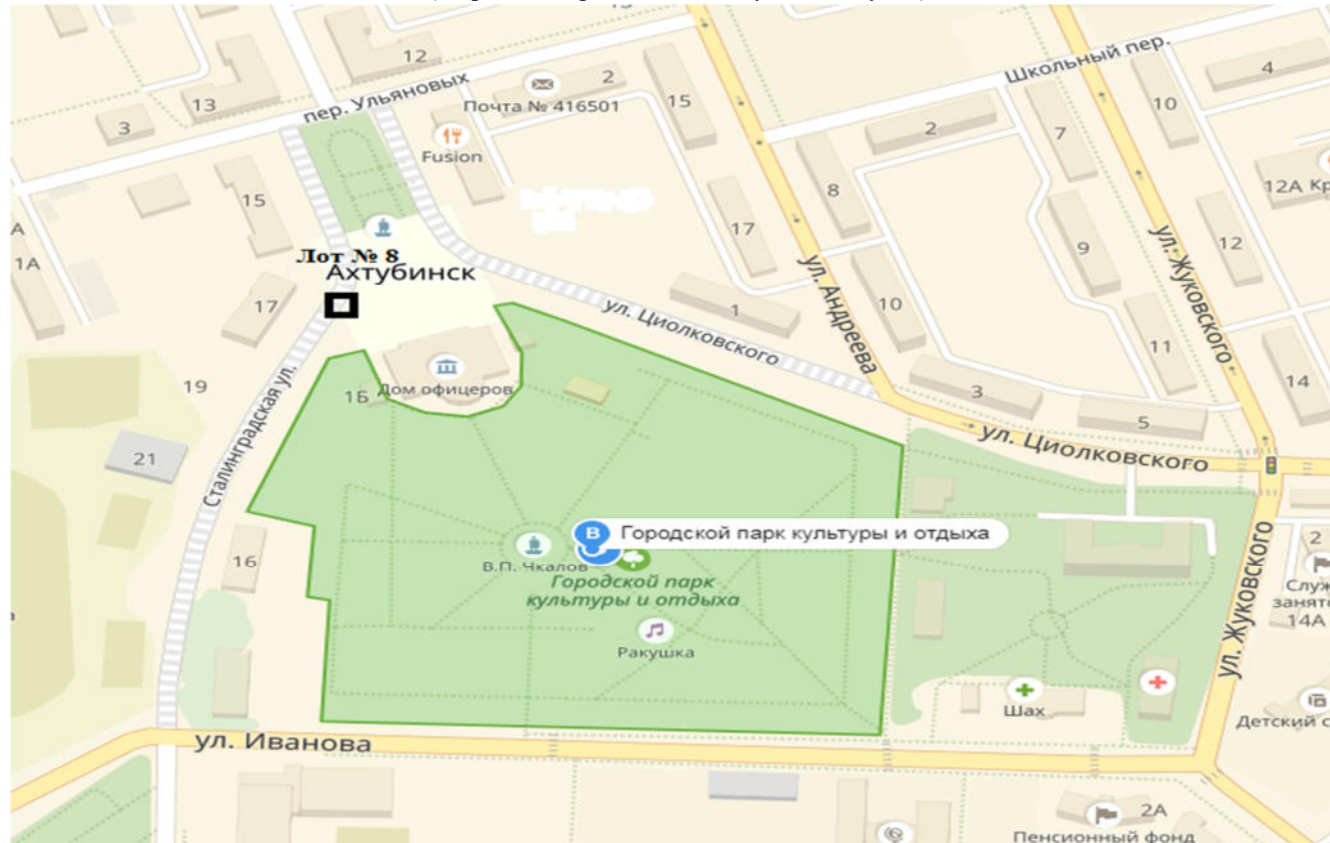 12
Школьный пер.
4
13
пер. Ульяновых
2
Почта № 416501
15
10
3
2
7
Fusion
12А Кр
8
15
17
ул. Жуковского
12
1А
9
Лот № 8
Ахтубинск
ул. Андреева
17
ул. Циолковского
1
10
11
14
19
1Б
Дом офицеров
3
5
ул. Циолковского
21
Сталинградская ул.
В
Городской парк культуры и отдыха
2
16
В.П. Чкалов
Городской парк
культуры и отдыха
Служ
занято
14А
ул. Жуковского
Ракушка
Шах
Детский с
ул. Иванова
2А
Пенсионный фонд